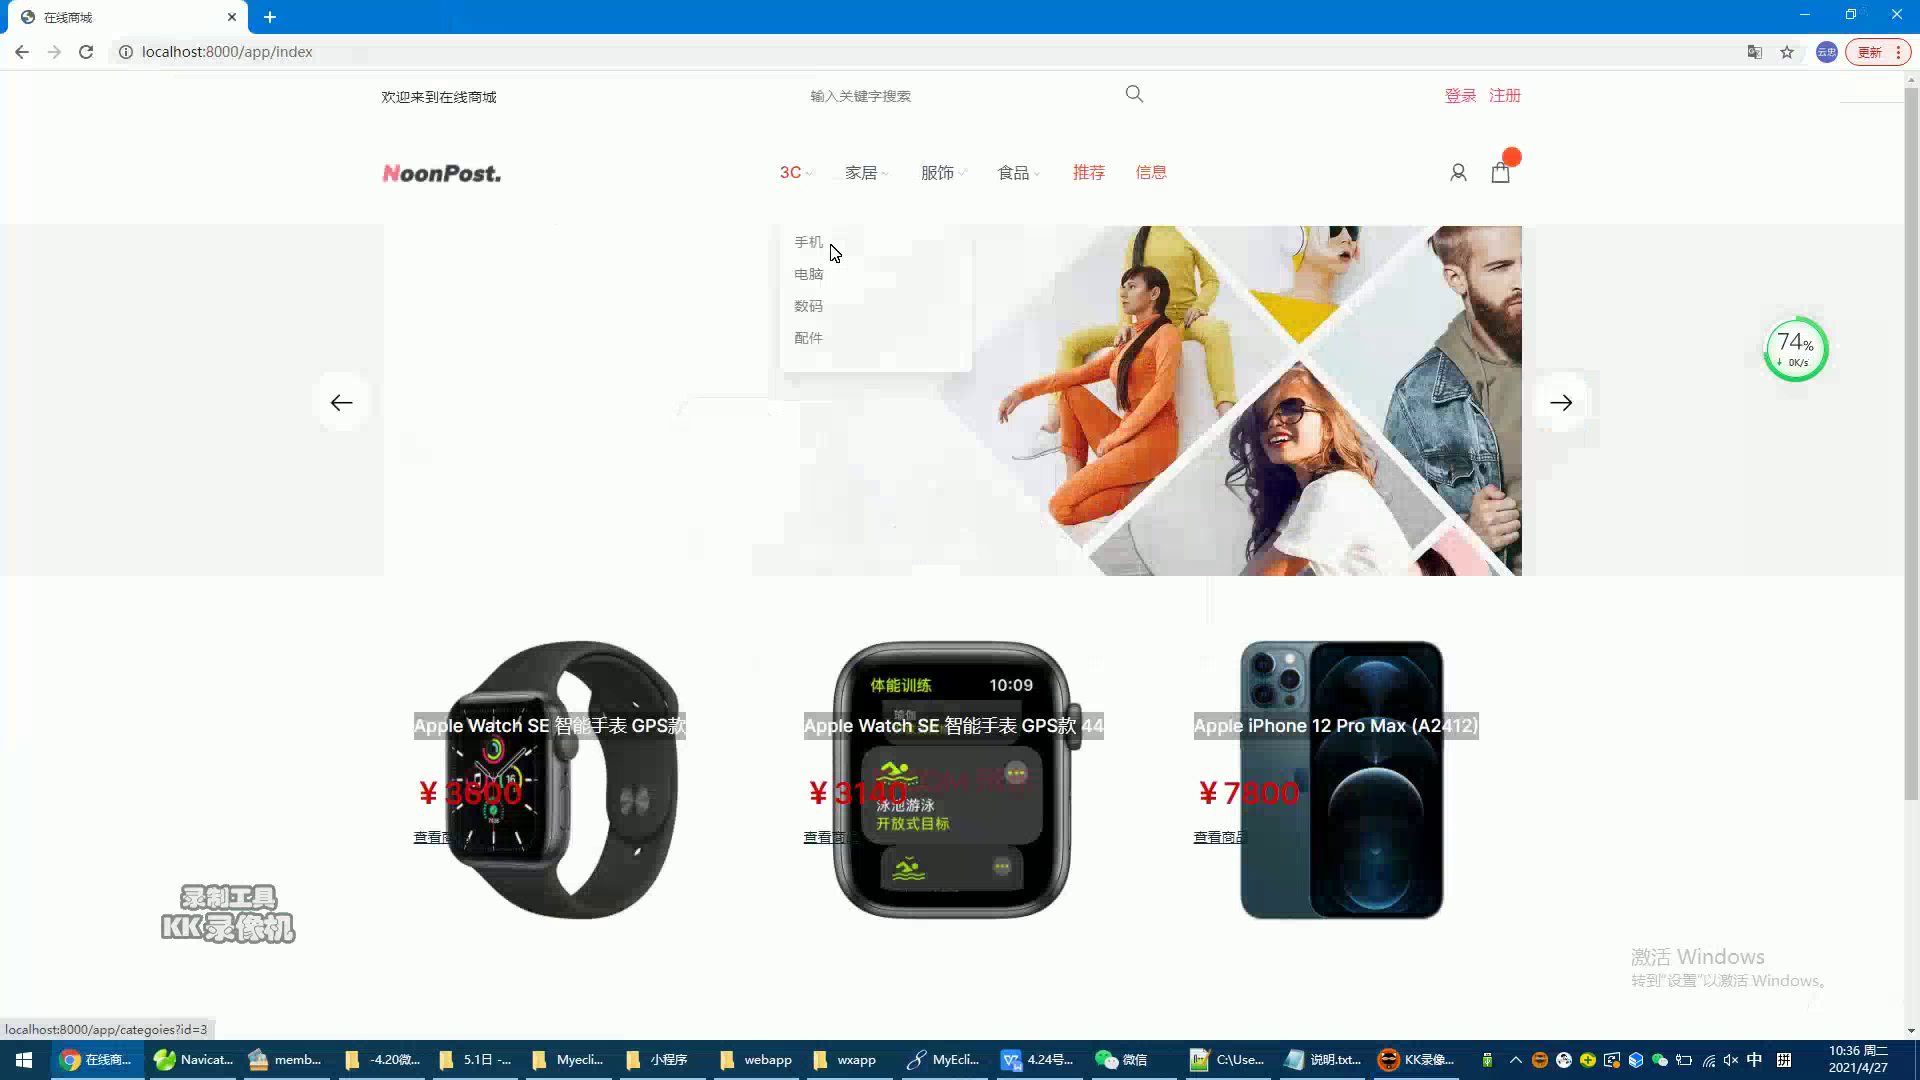 在线商城
localhost:8000/app/index
更新
欢迎来到在线商城
输入关键字搜索
登录 注册
NoonPost.
3C 家居 服饰 食品 推荐 信息
手机
电脑
数码
配件
74%
0K/s
体能训练 10:09
Apple Watch SE 智能手表 GPS款
Apple Watch SE 智能手表 GPS款 44
Apple iPhone 12 Pro Max (A2412)
16
¥3600
¥3140
¥7800
泳池游泳
开放式目标
查看商
查看商
查看商品
录制工具
KK录像机
激活 Windows
转到"设置"以激活 Windows。
localhost:8000/app/categoies?id=3
在线商... Navicat... memb... -4.20微... 5.1日 -... Myecli... 小程序 webapp wxapp MyEcli... 4.24号... 微信 C:\Use... 说明.txt... KK录像... 中 拼
10:36 周二
2021/4/27